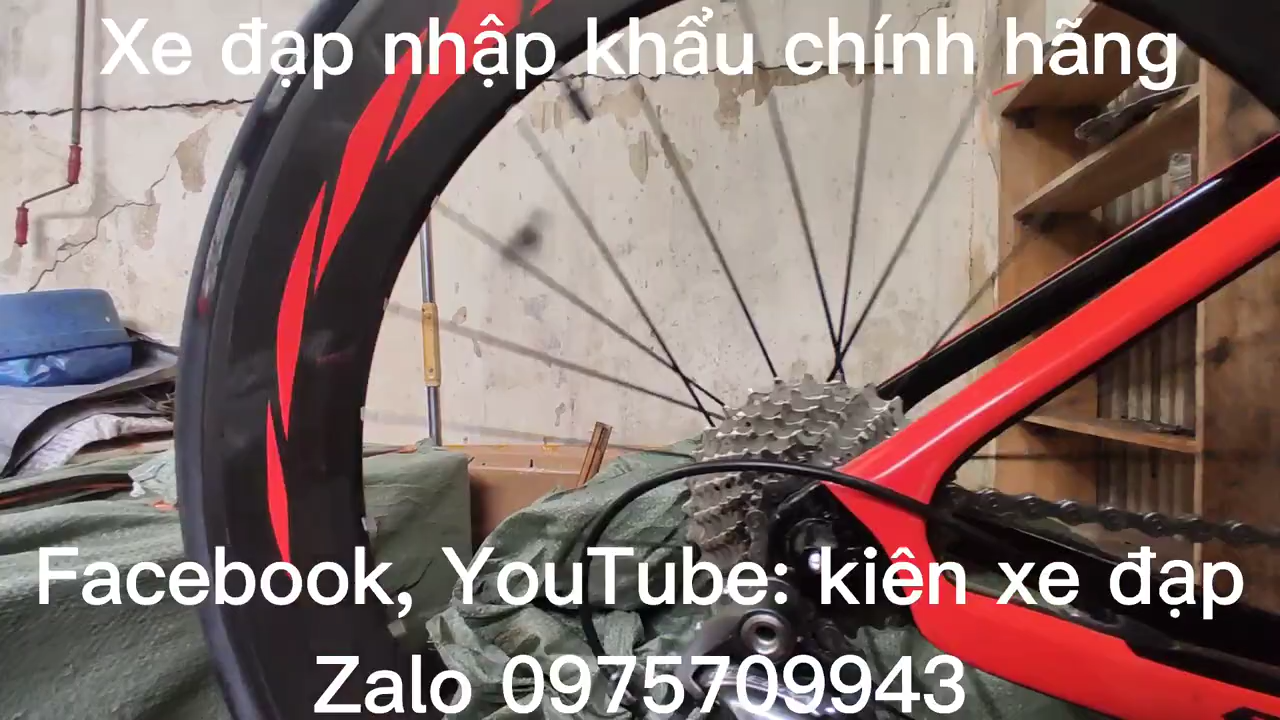 Xe đạp nhập khẩu chính hãng
Facebook, YouTube: kiên xe đạp
Zalo 0975709943